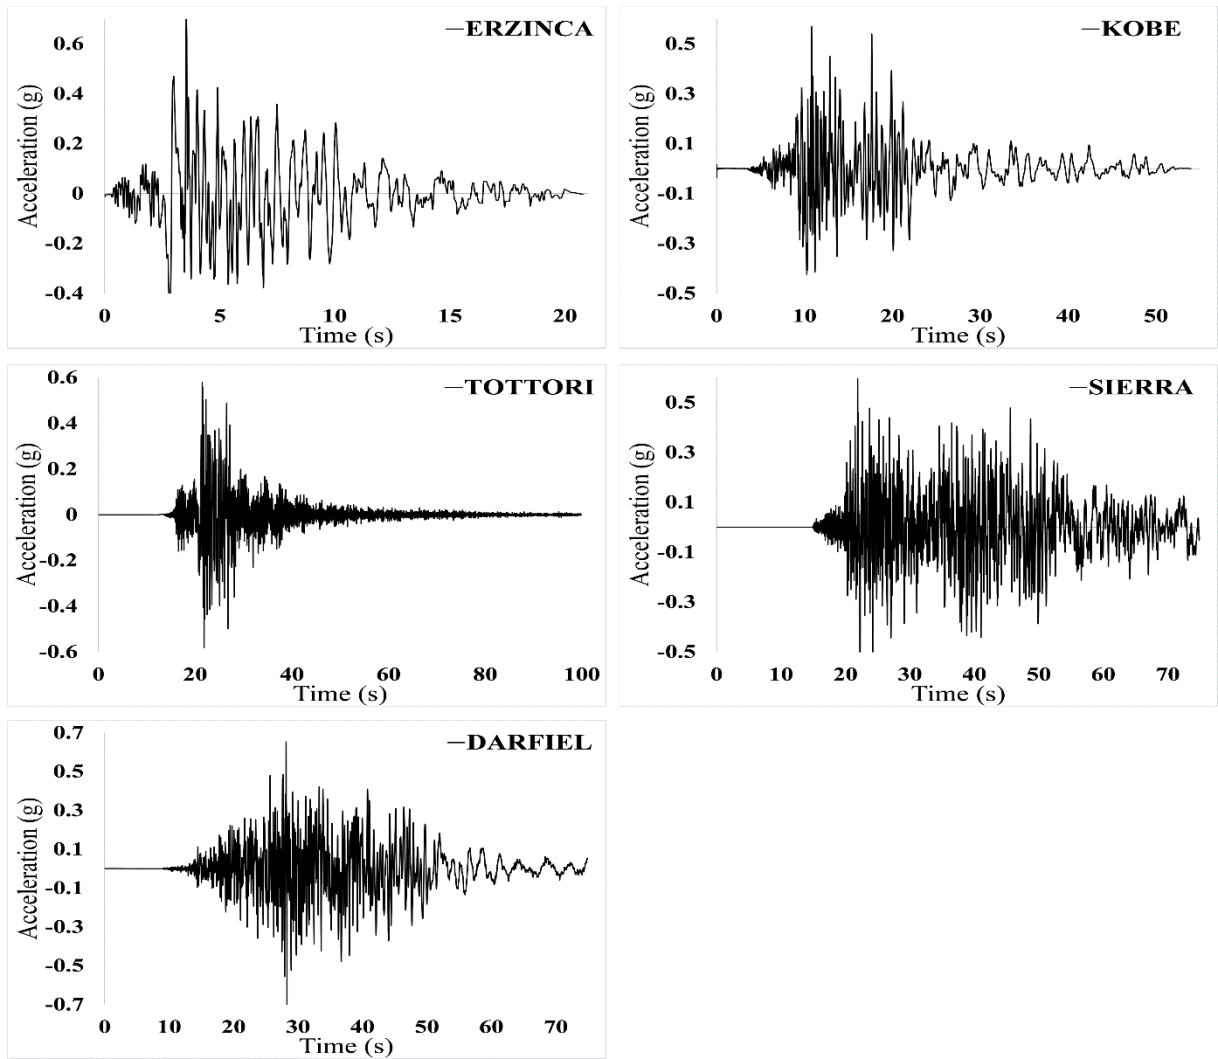 —ERZINCA
Acceleration (g)
0.6
0.4
0.2
0
-0.2
-0.4
0 5 10 15 20
Time (s)
—KOBE
Acceleration (g)
0.5
0.3
0.1
-0.1
-0.3
-0.5
0 10 20 30 40 50
Time (s)
—TOTTORI
Acceleration (g)
0.6
0.4
0.2
0
-0.2
-0.4
-0.6
0 20 40 60 80 100
Time (s)
—SIERRA
Acceleration (g)
0.5
0.3
0.1
-0.1
-0.3
-0.5
0 10 20 30 40 50 60 70
Time (s)
—DARFIEL
Acceleration (g)
0.7
0.5
0.3
0.1
-0.1
-0.3
-0.5
-0.7
0 10 20 30 40 50 60 70
Time (s)